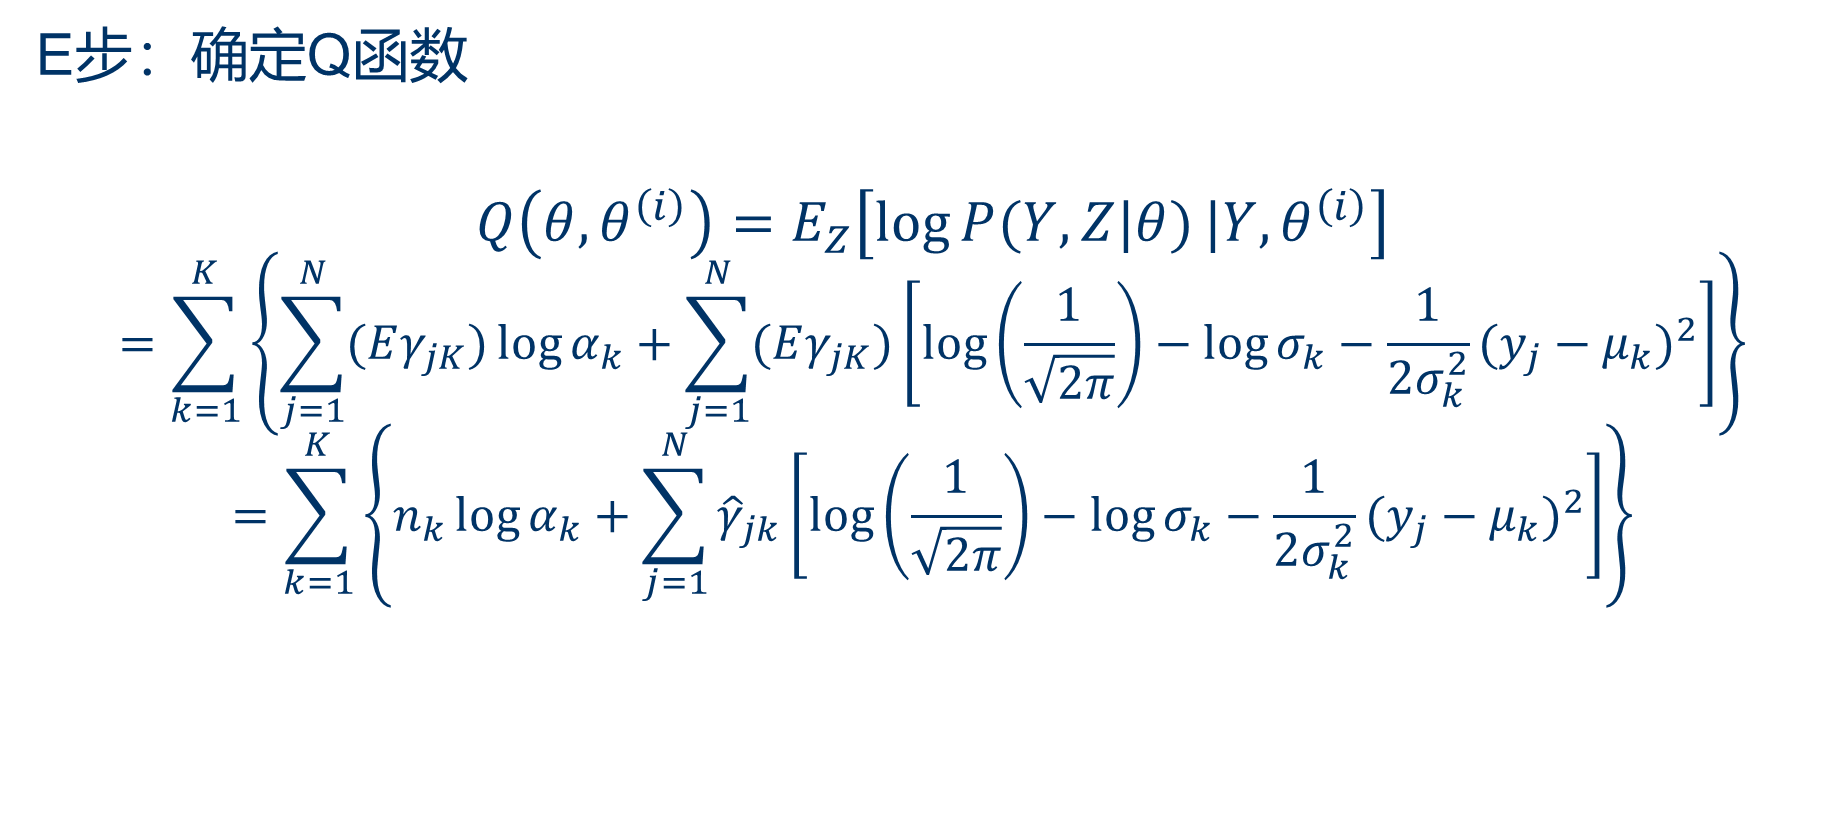 E步：确定Q函数
Q(θ, θ^(i)) = E_Z[log P(Y, Z|θ) |Y, θ^(i)]
= ∑_{k=1}^{K} { ∑_{j=1}^{N} (Eγ_{jK}) log α_k + ∑_{j=1}^{N} (Eγ_{jK}) [ log ( 1/√(2π) ) − log σ_k − 1/(2σ_k^2) (y_j − μ_k)^2 ] }
= ∑_{k=1}^{K} { n_k log α_k + ∑_{j=1}^{N} γ̂_{jk} [ log ( 1/√(2π) ) − log σ_k − 1/(2σ_k^2) (y_j − μ_k)^2 ] }